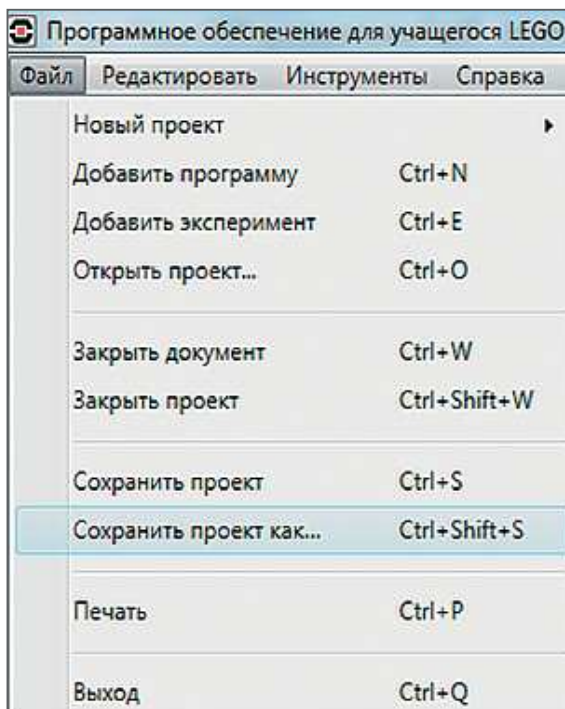 Программное обеспечение для учащегося LEGO
Файл Редактировать Инструменты Справка
Новый проект
Добавить программу Ctrl+N
Добавить эксперимент Ctrl+E
Открыть проект... Ctrl+O
Закрыть документ Ctrl+W
Закрыть проект Ctrl+Shift+W
Сохранить проект Ctrl+S
Сохранить проект как... Ctrl+Shift+S
Печать Ctrl+P
Выход Ctrl+Q